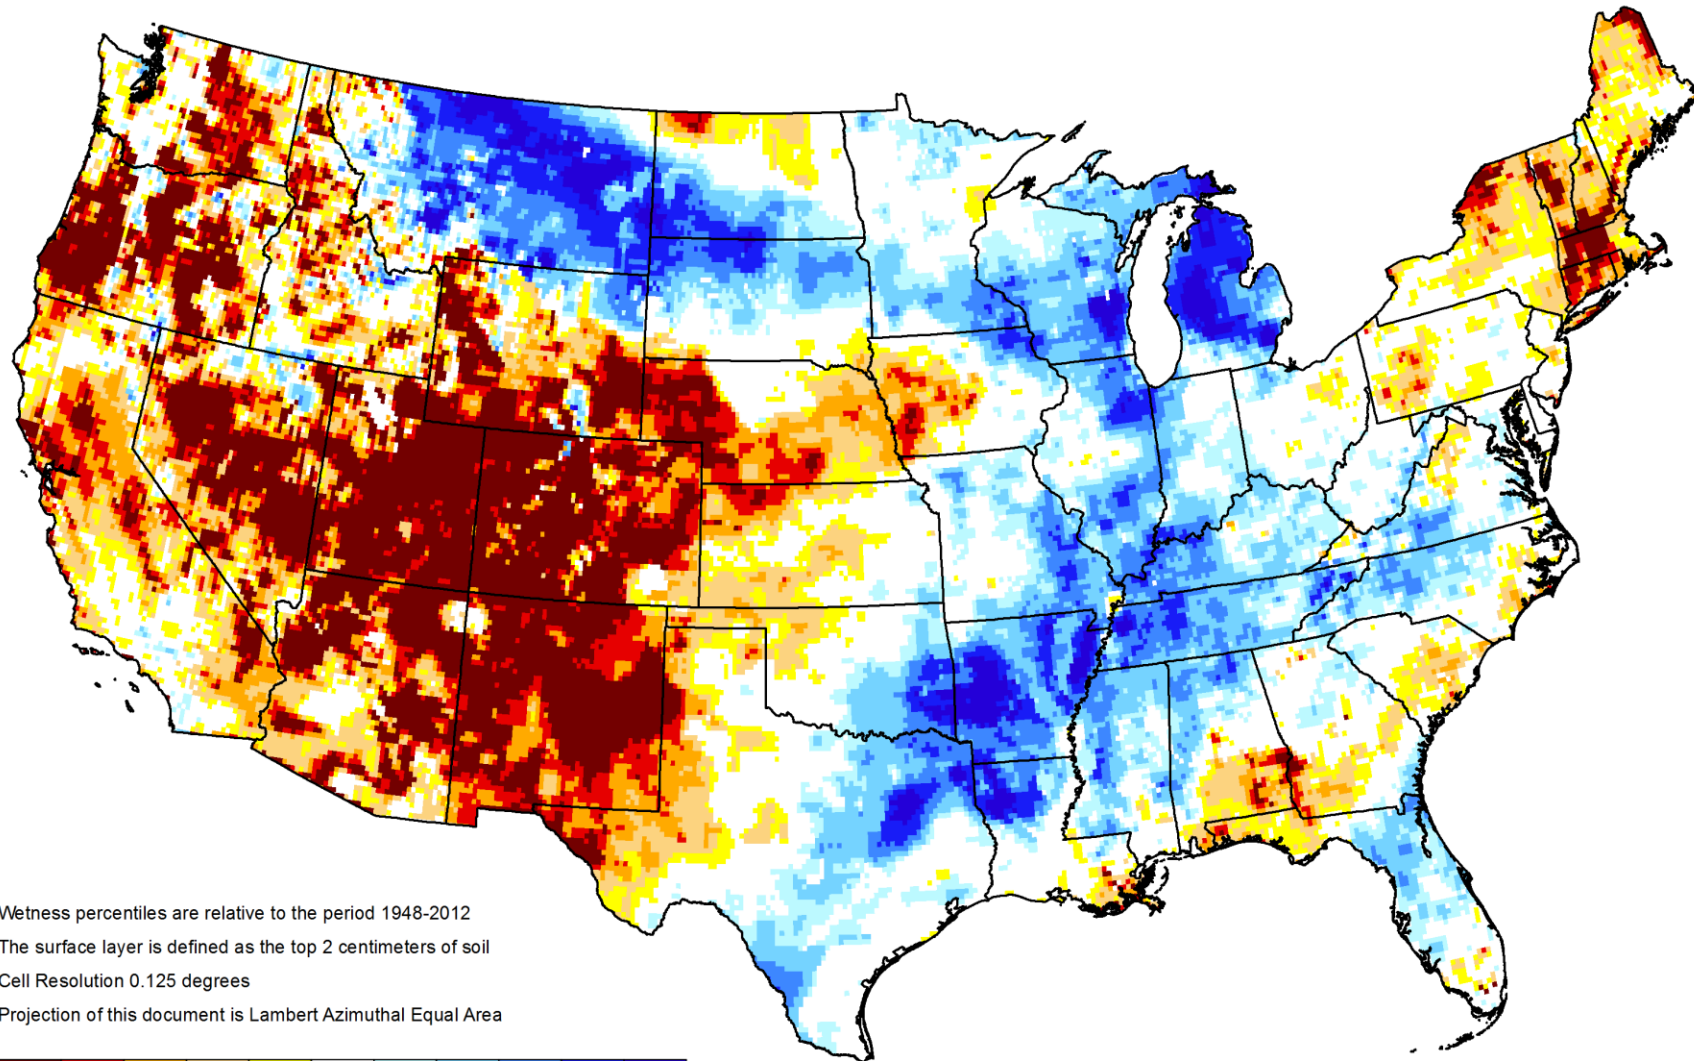 Wetness percentiles are relative to the period 1948-2012
The surface layer is defined as the top 2 centimeters of soil
Cell Resolution 0.125 degrees
Projection of this document is Lambert Azimuthal Equal Area